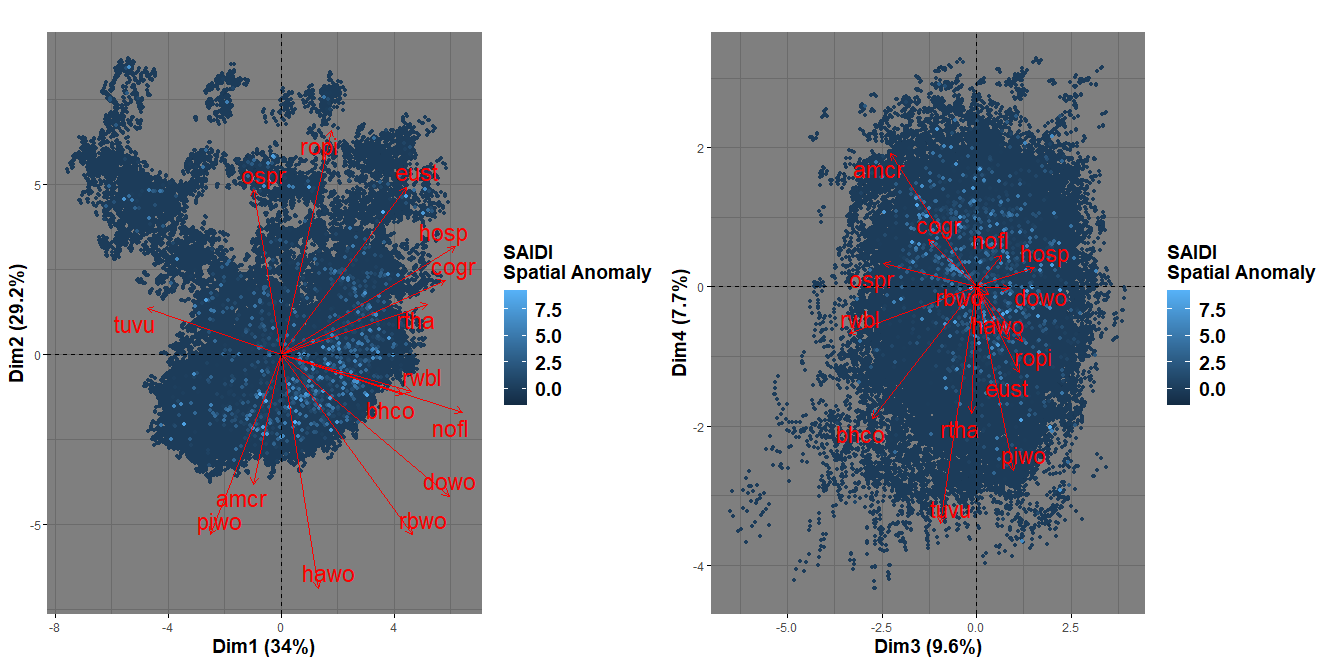 ropi
ospr
eust
hosp
cogr
rtha
tuvu
rwbl
bhco
nofl
dowo
amcr
piwo
rbwo
hawo
5
0
-5
-8
-4
0
4
Dim1 (34%)
Dim2 (29.2%)
SAIDI
Spatial Anomaly
7.5
5.0
2.5
0.0
amcr
cogr
nofl
hosp
ospr
rbwo
dowo
rwbl
hawo
ropi
eust
bhco
rtha
piwo
tuvu
2
0
-2
-4
-5.0
-2.5
0.0
2.5
Dim3 (9.6%)
Dim4 (7.7%)
SAIDI
Spatial Anomaly
7.5
5.0
2.5
0.0